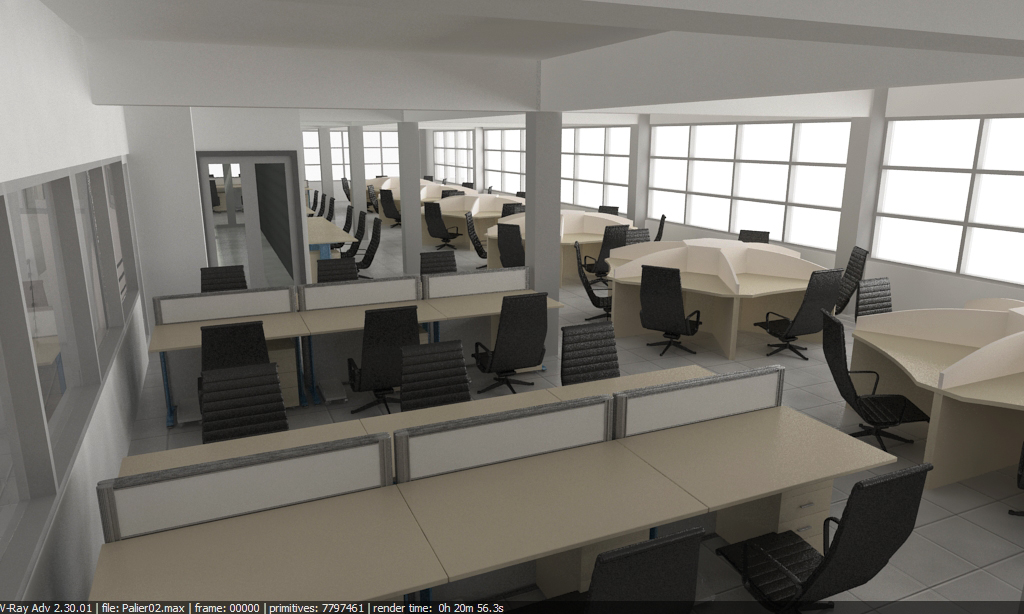 V-Ray Adv 2.30.01 | file: Palier02.max | frame: 00000 | primitives: 7797461 | render time: 0h 20m 56.3s